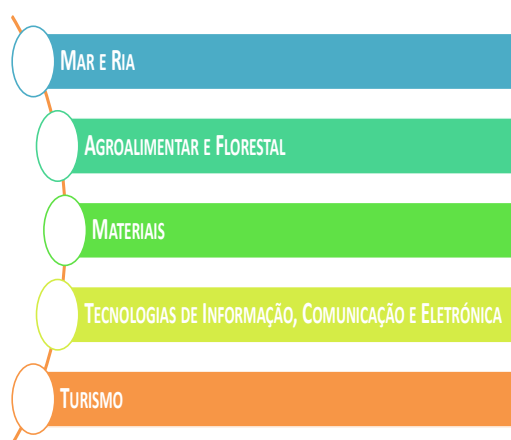 Mar e Ria
Agroalimentar e Florestal
Materiais
Tecnologias de Informação, Comunicação e Eletrónica
Turismo